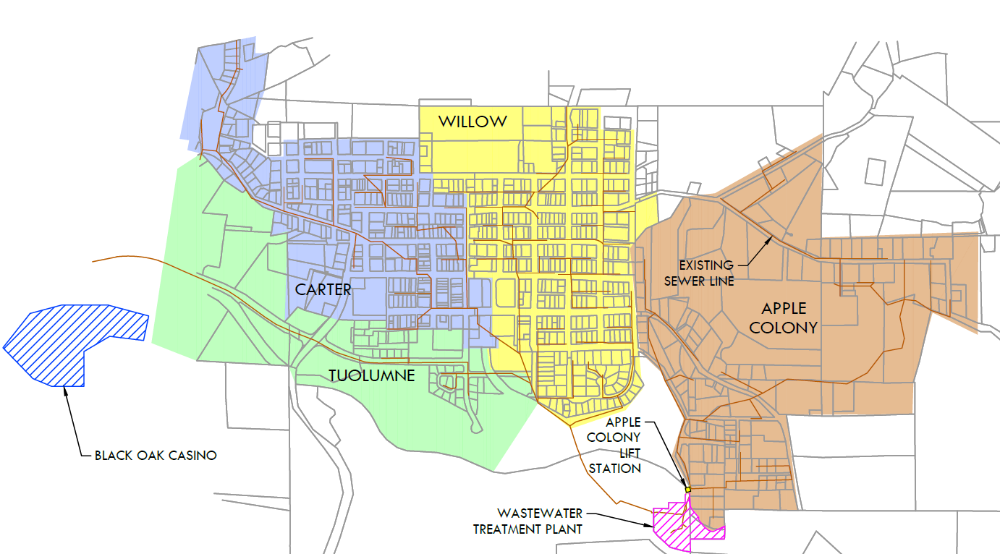 WILLOW
EXISTING
SEWER LINE
CARTER
APPLE
COLONY
TUOLUMNE
APPLE
COLONY
LIFT
STATION
BLACK OAK CASINO
WASTEWATER
TREATMENT PLANT